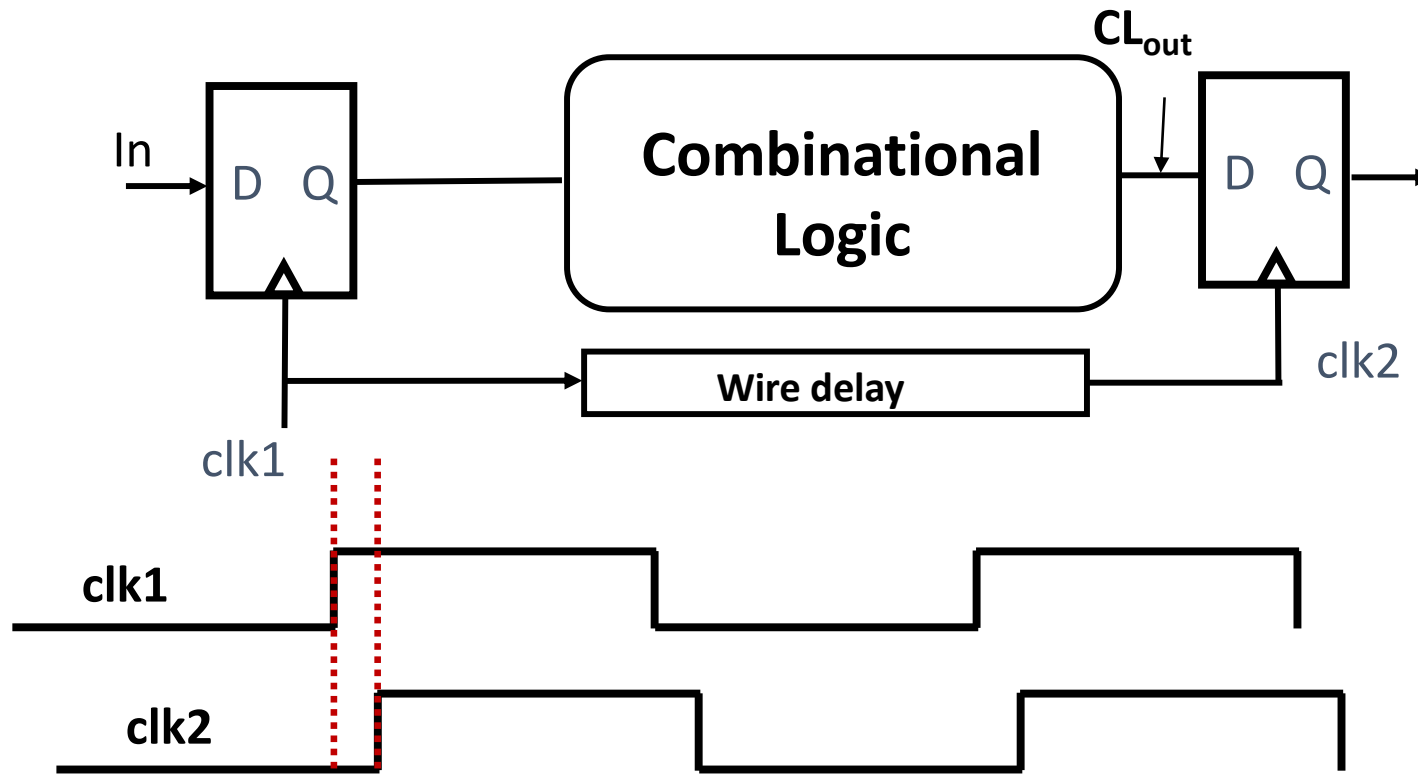 CLout
In
D Q
Combinational
Logic
D Q
Wire delay
clk2
clk1
clk1
clk2